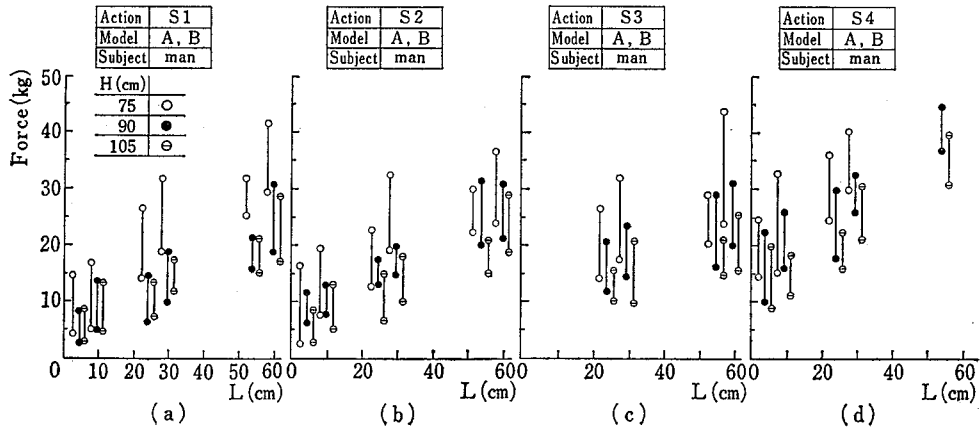 Action S1
Model A, B
Subject man
Action S2
Model A, B
Subject man
Action S3
Model A, B
Subject man
Action S4
Model A, B
Subject man
Force(kg)
50
40
30
20
10
0
H(cm)
75
90
105
10 20 30 40 50 60
L(cm)
(a)
0 20 40 60
L(cm)
(b)
0 20 40 60
L(cm)
(c)
0 20 40 60
L(cm)
(d)